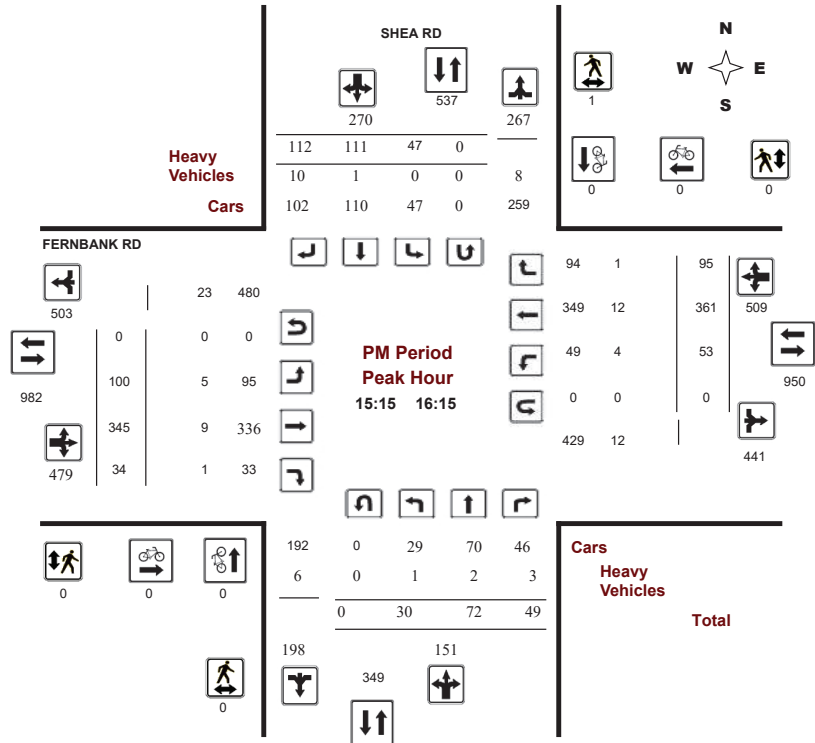 SHEA RD
N
W E
S
537
1
270
267
112 111 47 0
Heavy
Vehicles
10 1 0 0 8
0 0 0
Cars
102 110 47 0 259
FERNBANK RD
94 1 95
23 480
503
349 12 361 509
0 0 0
PM Period
49 4 53
Peak Hour
982
100 5 95
950
15:15 16:15
0 0 0
345 9 336
429 12
441
479
34 1 33
192 0 29 70 46
Cars
6 0 1 2 3
Heavy
Vehicles
0 0 0
0 30 72 49
Total
198 151
349
0